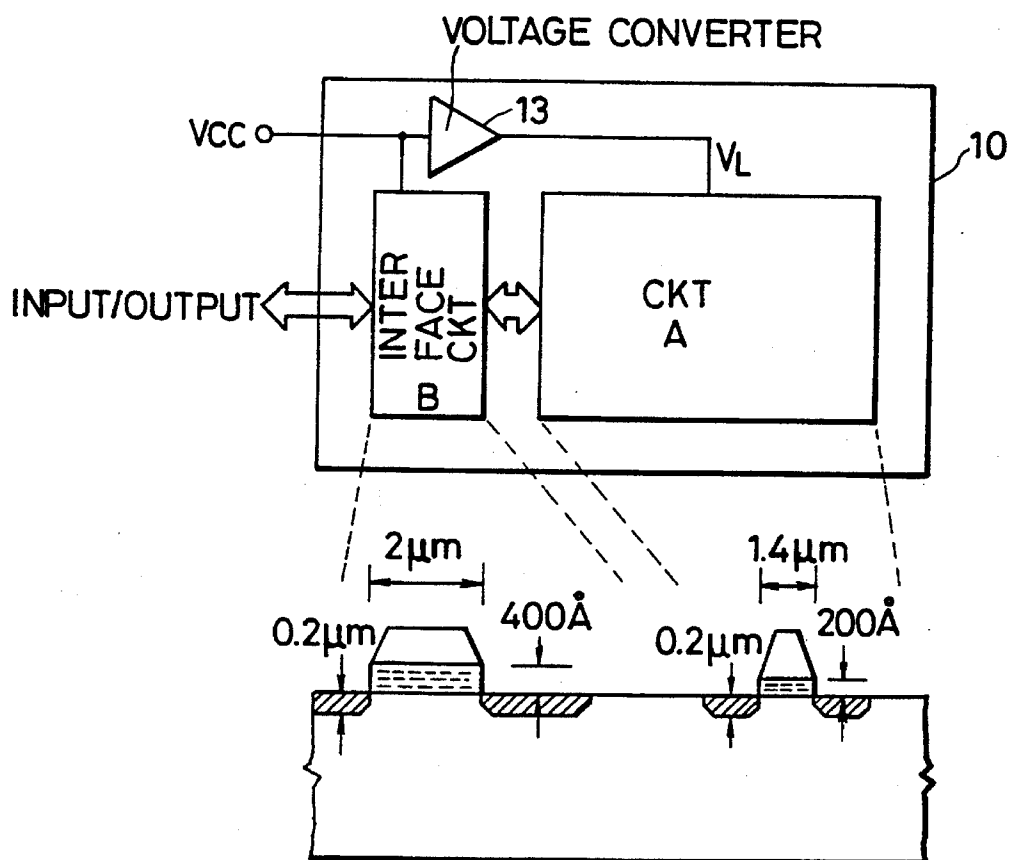 VOLTAGE CONVERTER
13
VCC
VL
10
INPUT/OUTPUT
INTER
FACE
CKT
B
CKT
A
2μm
1.4μm
400Å
200Å
0.2μm
0.2μm